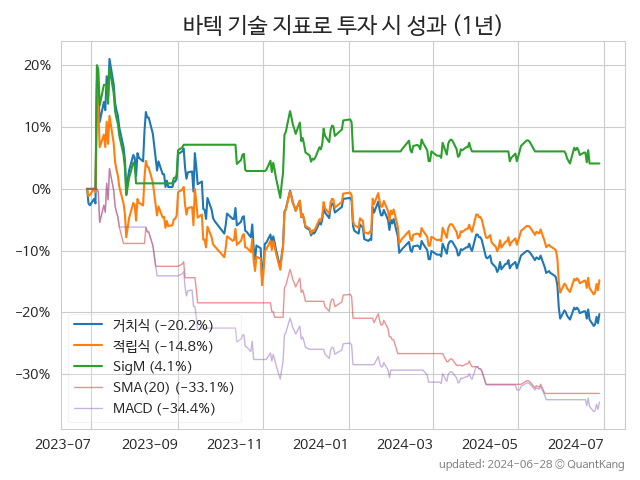 바텍 기술 지표로 투자 시 성과 (1년)
20%
10%
0%
−10%
−20%
−30%
거치식 (−20.2%)
적립식 (−14.8%)
SigM (4.1%)
SMA(20) (−33.1%)
MACD (−34.4%)
2023-07 2023-09 2023-11 2024-01 2024-03 2024-05 2024-07
updated: 2024-06-28 © QuantKang